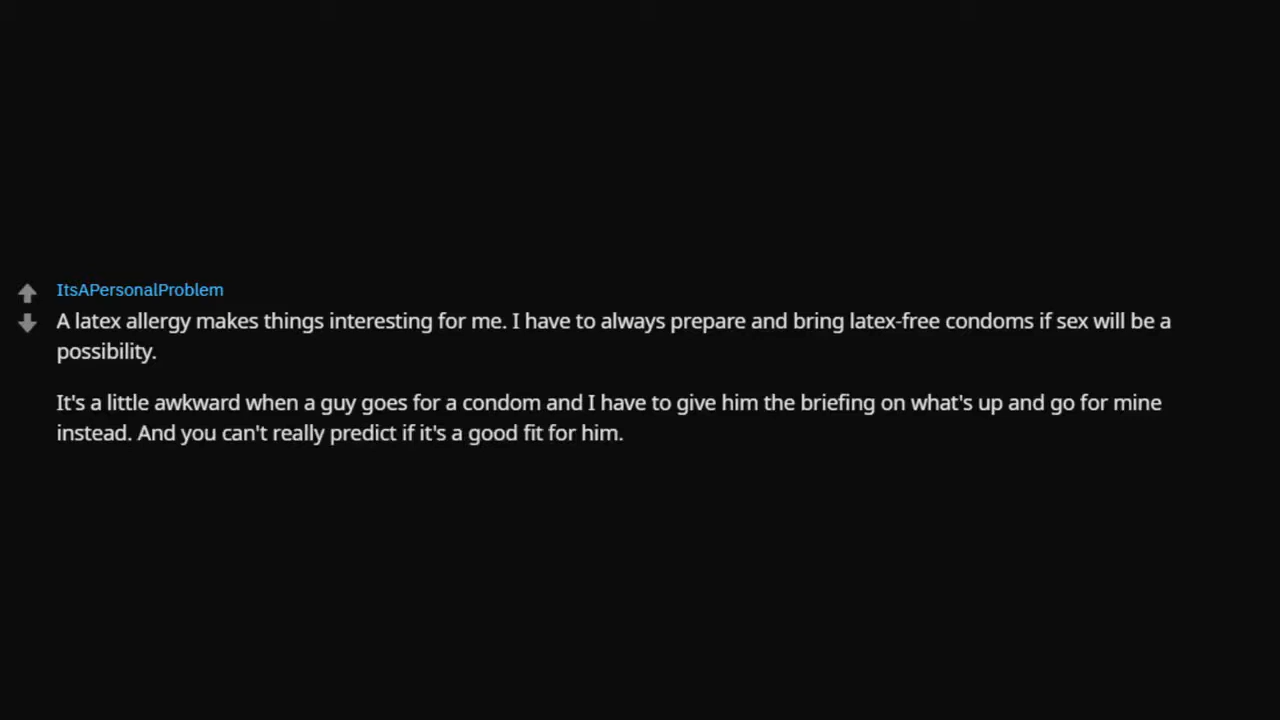 ItsAPersonalProblem
A latex allergy makes things interesting for me. I have to always prepare and bring latex-free condoms if sex will be a
possibility.
It's a little awkward when a guy goes for a condom and I have to give him the briefing on what's up and go for mine
instead. And you can't really predict if it's a good fit for him.